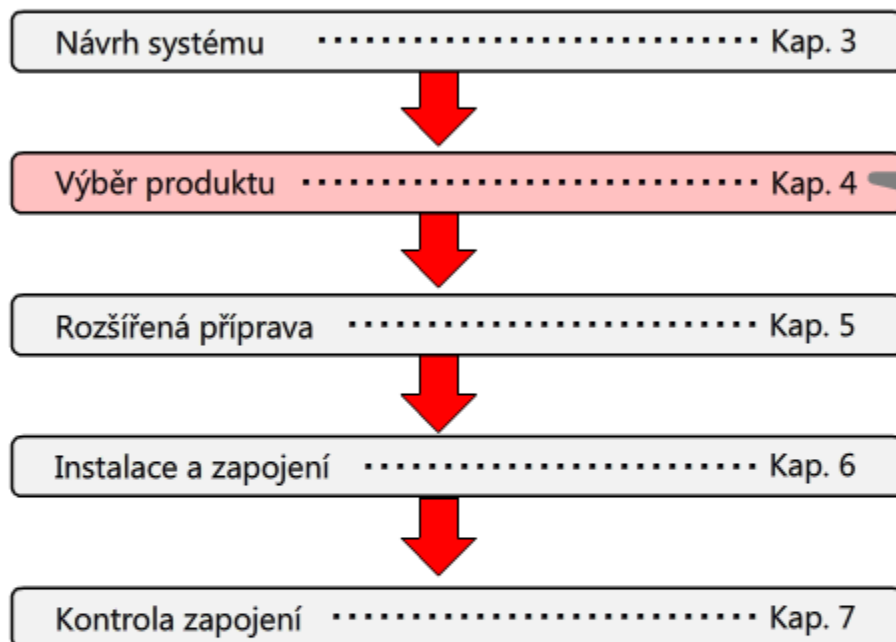 Návrh systému ···························· Kap. 3
Výběr produktu ····························· Kap. 4
Rozšířená příprava ·························· Kap. 5
Instalace a zapojení ························· Kap. 6
Kontrola zapojení ··························· Kap. 7